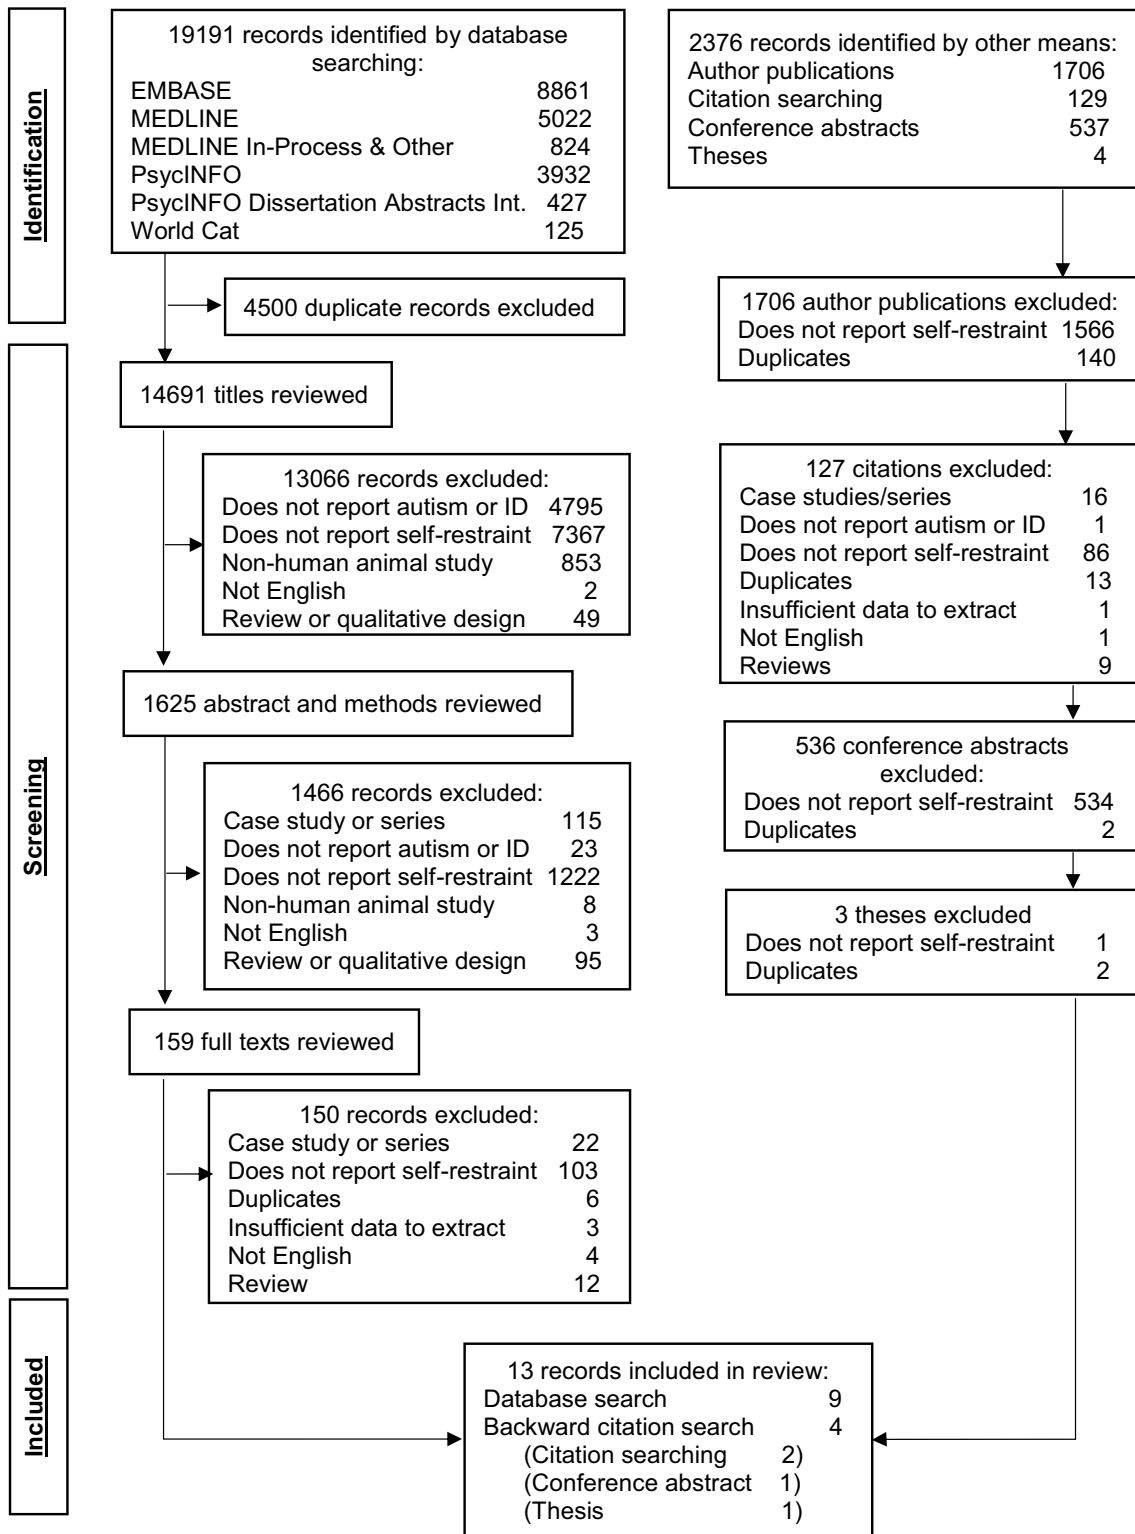 Identification
19191 records identified by database
searching:
EMBASE 8861
MEDLINE 5022
MEDLINE In-Process & Other 824
PsycINFO 3932
PsycINFO Dissertation Abstracts Int. 427
World Cat 125
2376 records identified by other means:
Author publications 1706
Citation searching 129
Conference abstracts 537
Theses 4
4500 duplicate records excluded
1706 author publications excluded:
Does not report self-restraint 1566
Duplicates 140
Screening
14691 titles reviewed
13066 records excluded:
Does not report autism or ID 4795
Does not report self-restraint 7367
Non-human animal study 853
Not English 2
Review or qualitative design 49
127 citations excluded:
Case studies/series 16
Does not report autism or ID 1
Does not report self-restraint 86
Duplicates 13
Insufficient data to extract 1
Not English 1
Reviews 9
1625 abstract and methods reviewed
536 conference abstracts
excluded:
Does not report self-restraint 534
Duplicates 2
1466 records excluded:
Case study or series 115
Does not report autism or ID 23
Does not report self-restraint 1222
Non-human animal study 8
Not English 3
Review or qualitative design 95
3 theses excluded
Does not report self-restraint 1
Duplicates 2
159 full texts reviewed
150 records excluded:
Case study or series 22
Does not report self-restraint 103
Duplicates 6
Insufficient data to extract 3
Not English 4
Review 12
Included
13 records included in review:
Database search 9
Backward citation search 4
(Citation searching 2)
(Conference abstract 1)
(Thesis 1)